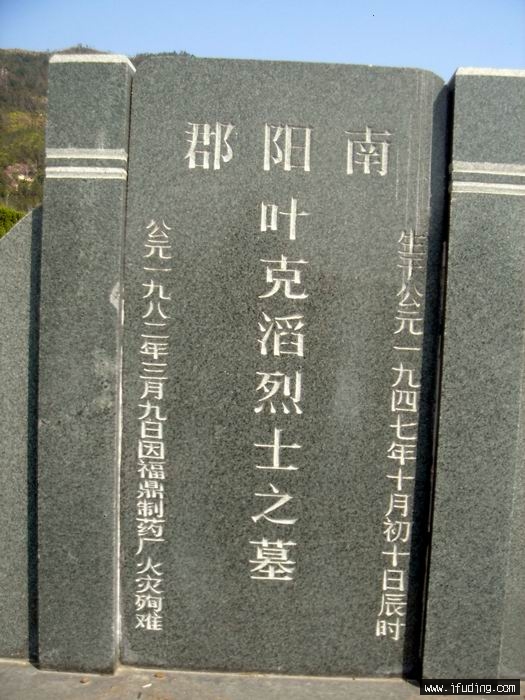 南阳郡
生于公元一九四七年十月初十日辰时
叶克滔烈士之墓
公元一九八二年三月九日因福鼎制药厂火灾殉难
www.ifuding.com